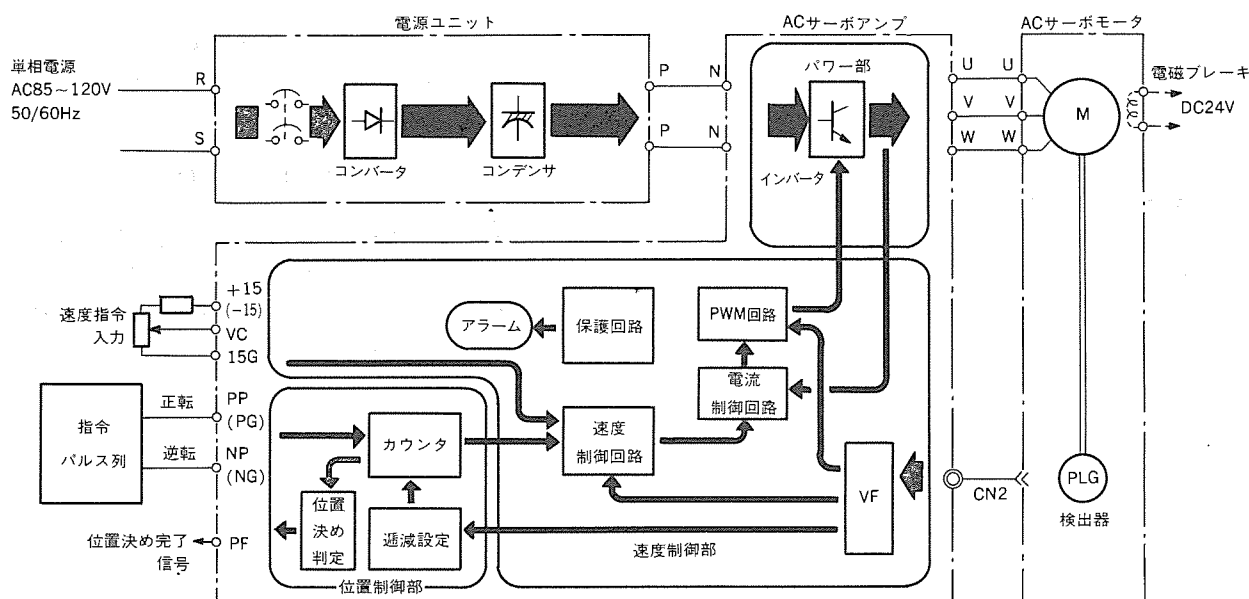 電源ユニット
ACサーボアンプ
ACサーボモータ
単相電源
AC85~120V
50/60Hz
R
S
コンバータ
コンデンサ
P
N
P
N
パワー部
インバータ
U
U
V
V
W
W
M
電磁ブレーキ
DC24V
速度指令
入力
+15
(-15)
VC
15G
アラーム
保護回路
PWM回路
電流
制御回路
速度
制御回路
VF
CN2
PLG
検出器
指令
パルス列
正転
PP
(PG)
逆転
NP
(NG)
カウンタ
位置
決め
判定
逓減設定
位置決め完了
信号
PF
位置制御部
速度制御部